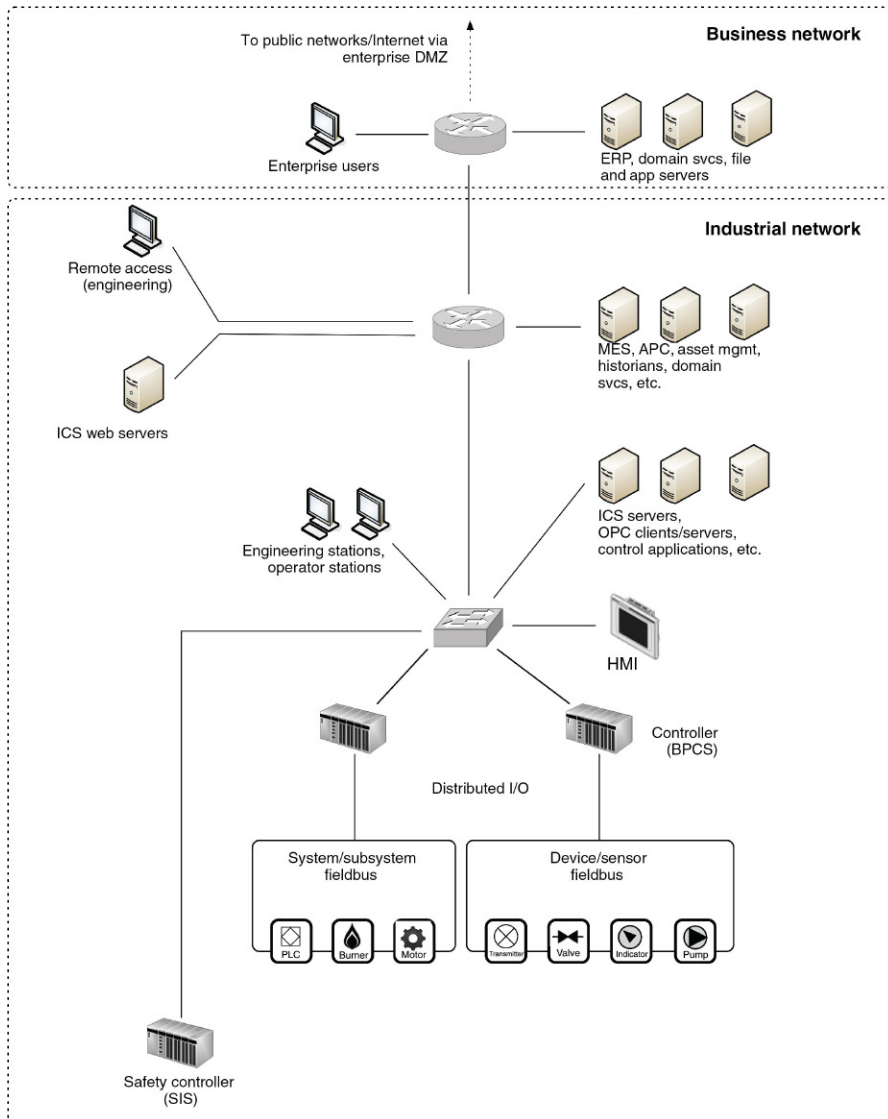 To public networks/Internet via
enterprise DMZ
Business network
Enterprise users
ERP, domain svcs, file
and app servers
Industrial network
Remote access
(engineering)
MES, APC, asset mgmt,
historians, domain
svcs, etc.
ICS web servers
Engineering stations,
operator stations
ICS servers,
OPC clients/servers,
control applications, etc.
HMI
Controller
(BPCS)
Distributed I/O
System/subsystem
fieldbus
Device/sensor
fieldbus
PLC
Burner
Motor
Transmitter
Valve
Indicator
Pump
Safety controller
(SIS)